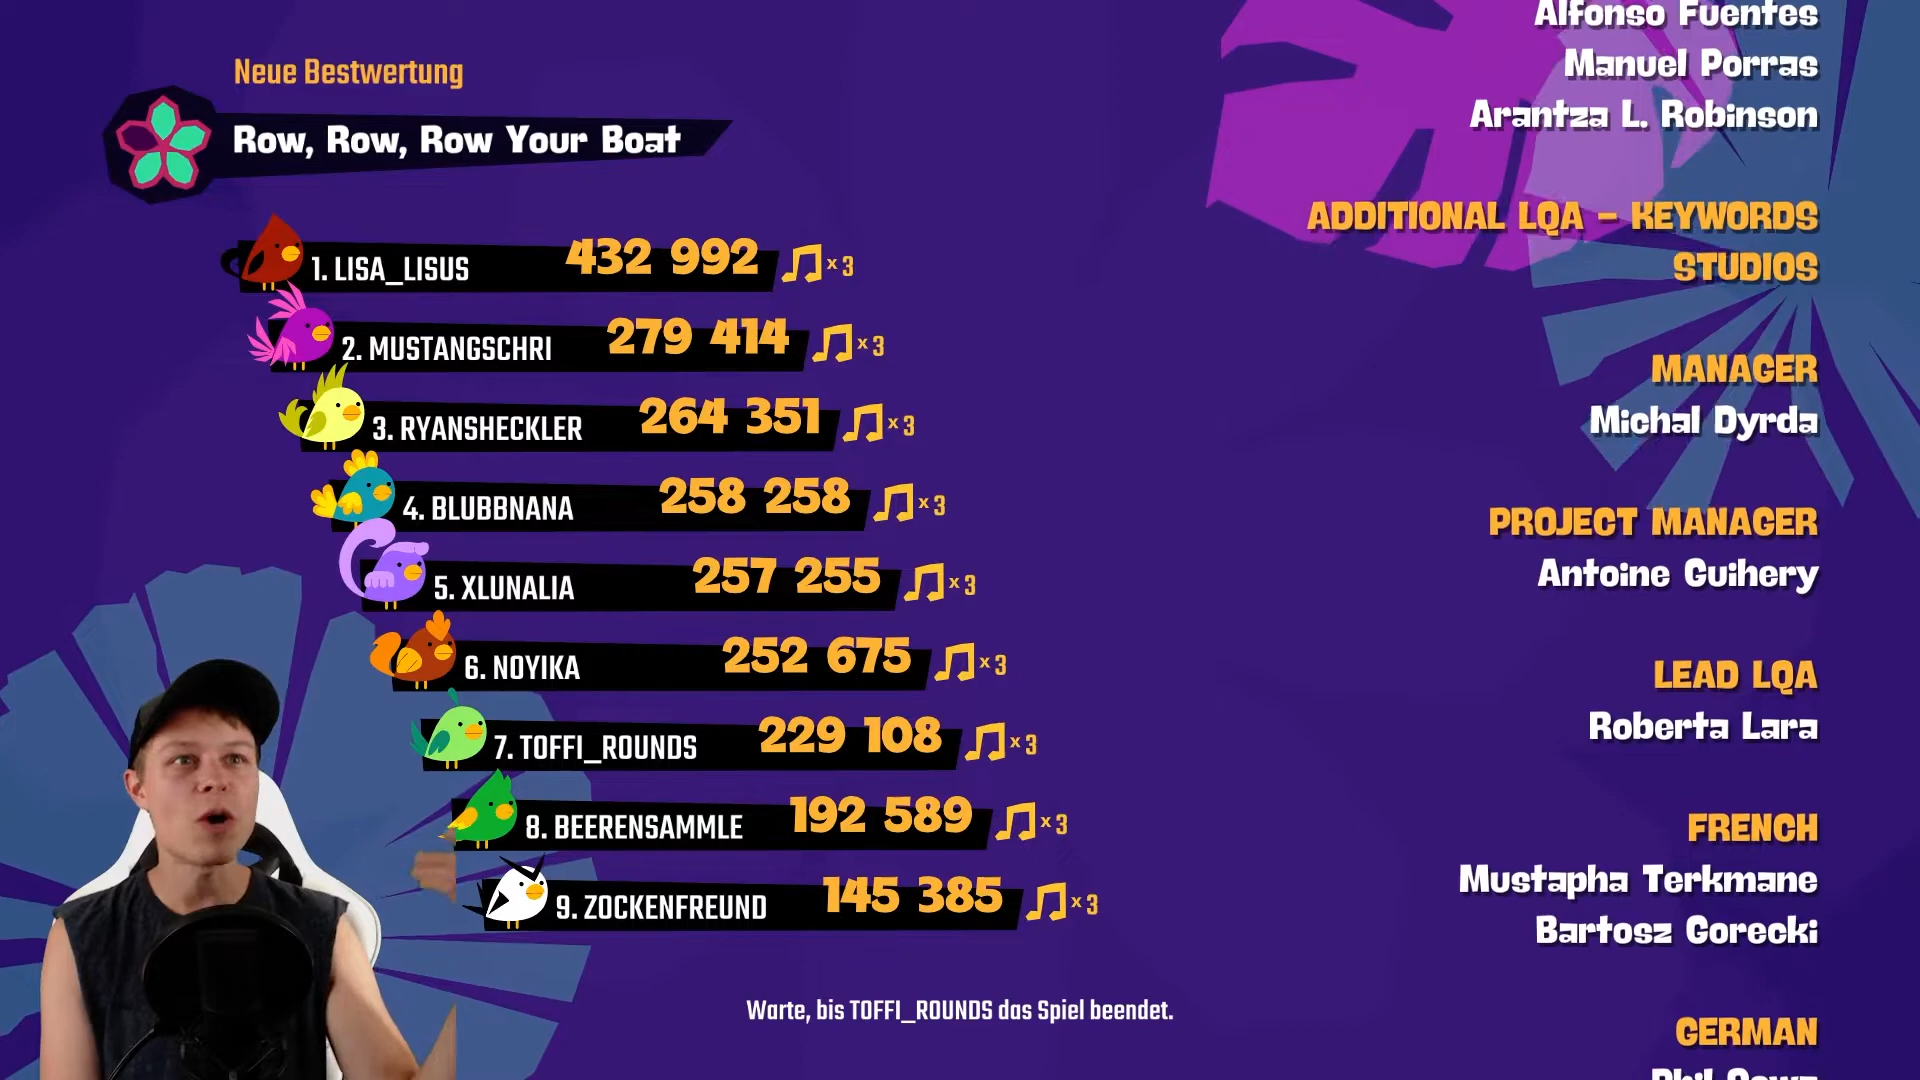 Neue Bestwertung
Row, Row, Row Your Boat
1. LISA_LISUS 432 992 x 3
2. MUSTANGSCHRI 279 414 x 3
3. RYANSHECKLER 264 351 x 3
4. BLUBBNANA 258 258 x 3
5. XLUNALIA 257 255 x 3
6. NOYIKA 252 675 x 3
7. TOFFI_ROUNDS 229 108 x 3
8. BEERENSAMMLE 192 589 x 3
9. ZOCKENFREUND 145 385 x 3
Warte, bis TOFFI_ROUNDS das Spiel beendet.
Alfonso Fuentes
Manuel Porras
Arantza L. Robinson
ADDITIONAL LQA - KEYWORDS
STUDIOS
MANAGER
Michal Dyrda
PROJECT MANAGER
Antoine Guihery
LEAD LQA
Roberta Lara
FRENCH
Mustapha Terkmane
Bartosz Gorecki
GERMAN